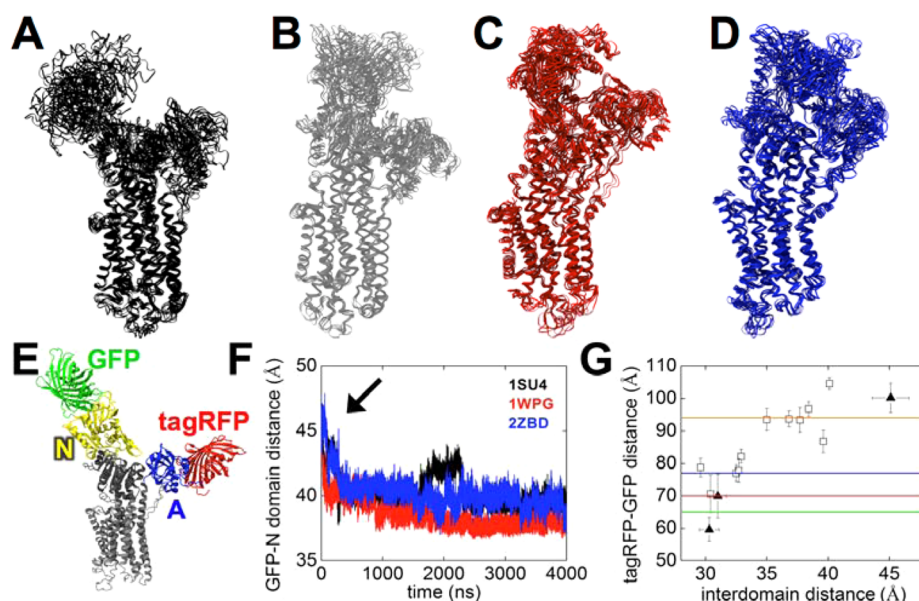 A
B
C
D
E
GFP
N
tagRFP
A
F
GFP-N domain distance (Å)
50
45
40
35
1SU4
1WPG
2ZBD
0 1000 2000 3000 4000
time (ns)
G
tagRFP-GFP distance (Å)
110
100
90
80
70
60
50
30 35 40 45
interdomain distance (Å)